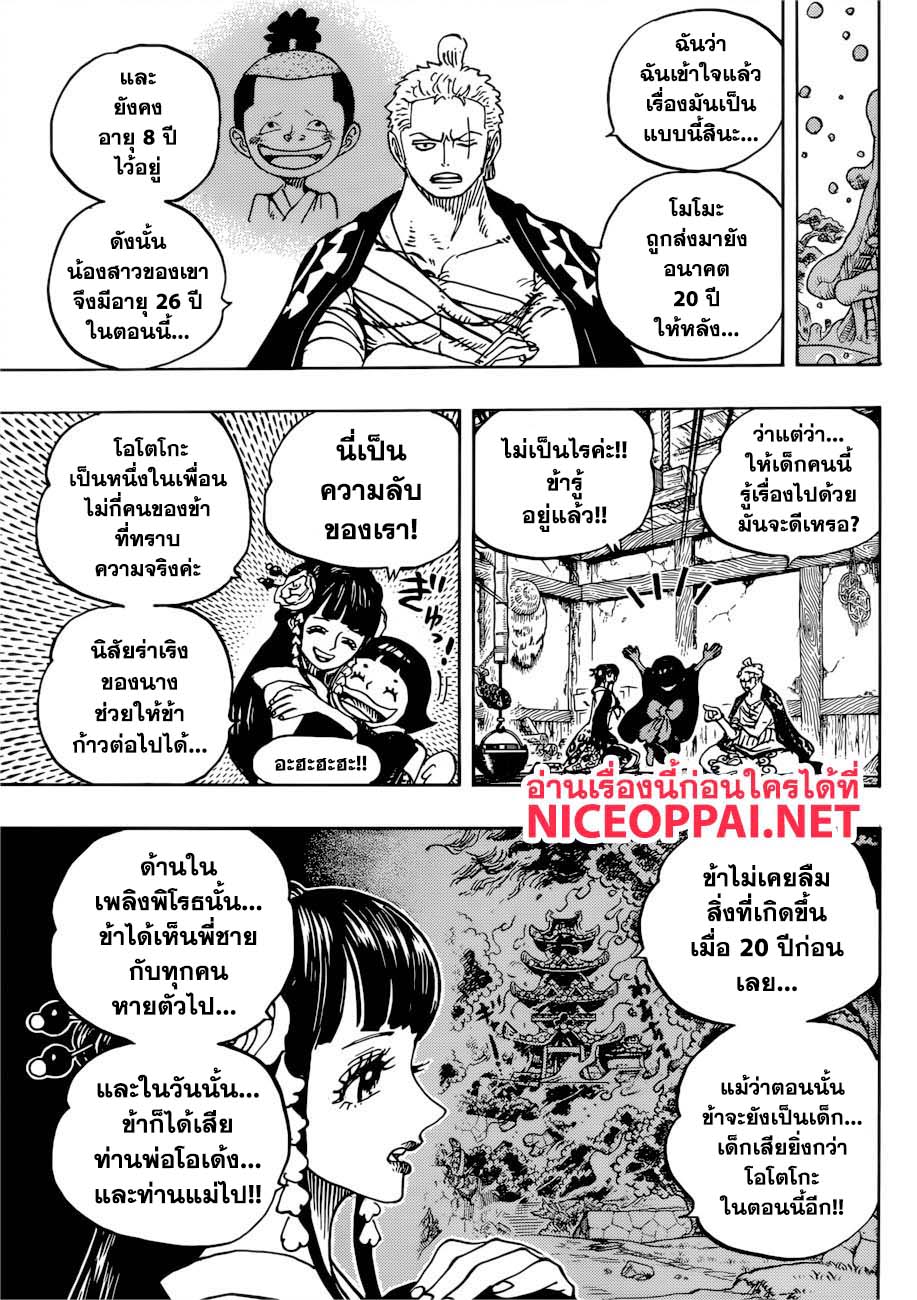 ฉันว่า
ฉันเข้าใจแล้ว
เรื่องมันเป็น
แบบนี้สินะ...
โมโมะ
ถูกส่งมายัง
อนาคต
20 ปี
ให้หลัง...
และ
ยังคง
อายุ 8 ปี
ไว้อยู่
ดังนั้น
น้องสาวของเขา
จึงมีอายุ 26 ปี
ในตอนนี้...
ว่าแต่ว่า...
ให้เด็กคนนี้
รู้เรื่องไปด้วย
มันจะดีเหรอ?
ไม่เป็นไรค่ะ!!
ข้ารู้
อยู่แล้ว!!
นี่เป็น
ความลับ
ของเรา!
ぎゅっ!
โอโตโกะ
เป็นหนึ่งในเพื่อน
ไม่กี่คนของข้า
ที่ทราบ
ความจริงค่ะ
นิสัยร่าเริง
ของนาง
ช่วยให้ข้า
ก้าวต่อไปได้...
อะฮะฮะฮะ!!
อ่านเรื่องนี้ก่อนใครได้ที่
NICEOPPAI.NET
ข้าไม่เคยลืม
สิ่งที่เกิดขึ้น
เมื่อ 20 ปีก่อน
เลย...
แม้ว่าตอนนั้น
ข้าจะยังเป็นเด็ก...
เด็กเสียยิ่งกว่า
โอโตโกะ
ในตอนนี้อีก!!
ด้านใน
เพลิงพิโรธนั้น...
ข้าได้เห็นพี่ชาย
กับทุกคน
หายตัวไป...
และในวันนั้น...
ข้าก็ได้เสีย
ท่านพ่อโอเด้ง...
และท่านแม่ไป!!